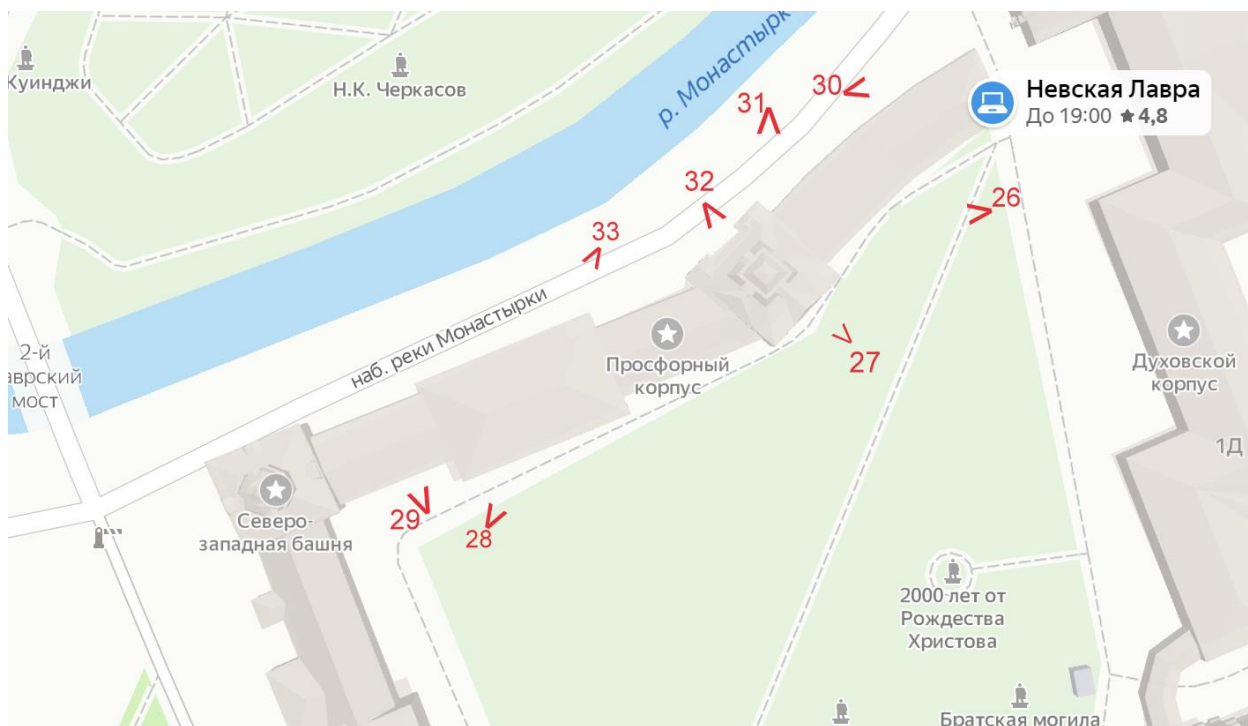 Куинджи
Н.К. Черкасов
р. Монастырк
30
31
Невская Лавра
До 19:00 ★ 4,8
32
26
33
наб. реки Монастырки
2-й
аврский
мост
Просфорный
корпус
27
Духовской
корпус
1Д
Северо-
западная башня
29
28
2000 лет от
Рождества
Христова
Братская могила